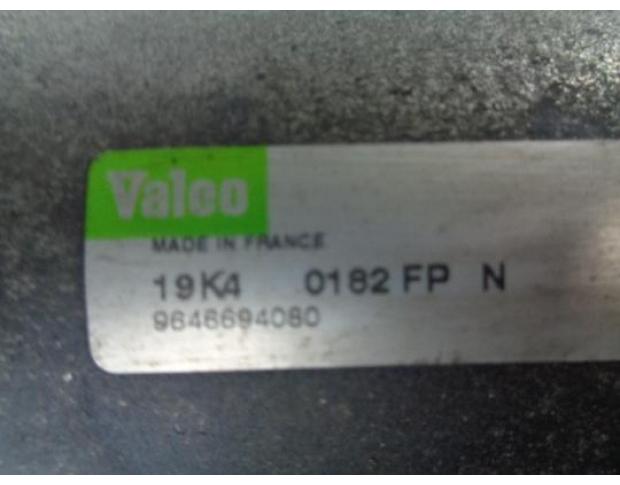 Valeo
MADE IN FRANCE
19K4 0182 FP N
9646694080